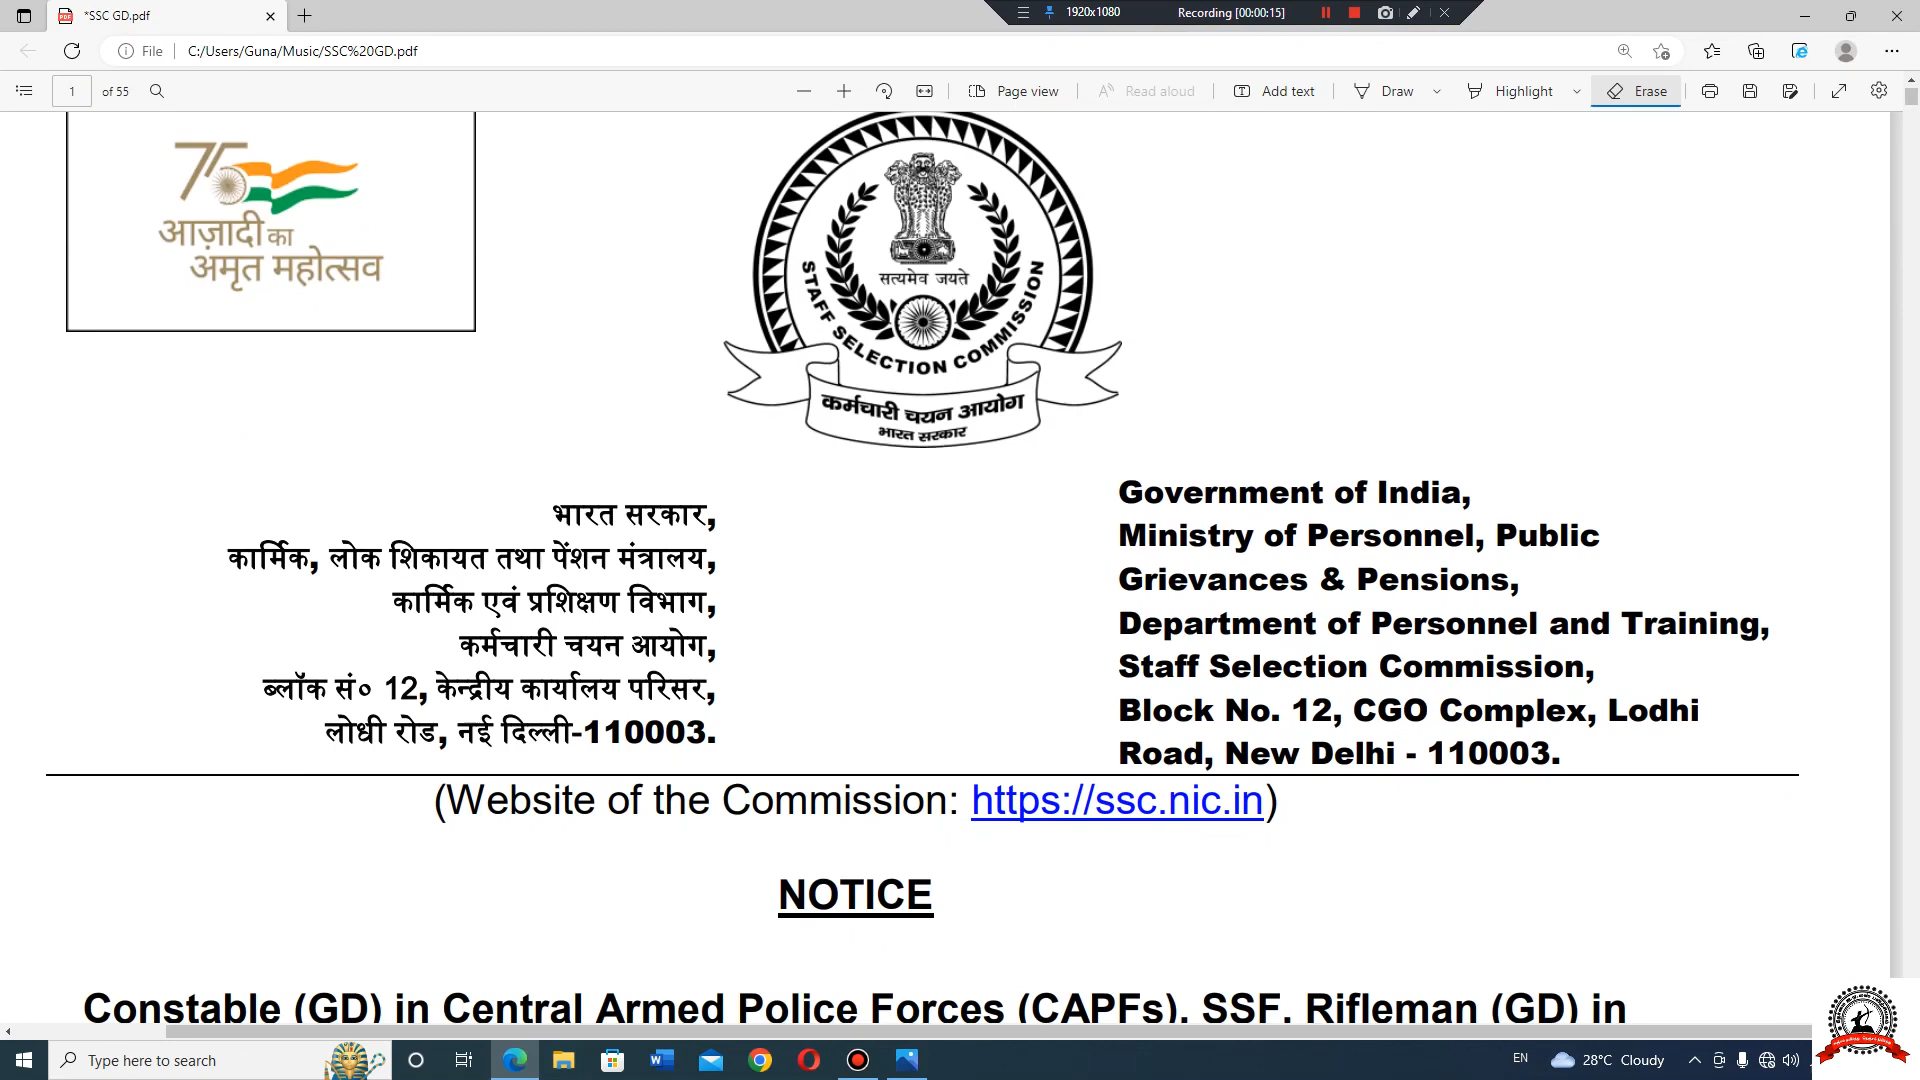 *SSC GD.pdf
1920x1080
Recording [00:00:15]
File
C:/Users/Guna/Music/SSC%20GD.pdf
1
of 55
Page view
Read aloud
Add text
Draw
Highlight
Erase
75
आज़ादी का
अमृत महोत्सव
सत्यमेव जयते
STAFF SELECTION COMMISSION
कर्मचारी चयन आयोग
भारत सरकार
भारत सरकार,
कार्मिक, लोक शिकायत तथा पेंशन मंत्रालय,
कार्मिक एवं प्रशिक्षण विभाग,
कर्मचारी चयन आयोग,
ब्लॉक सं० 12, केन्द्रीय कार्यालय परिसर,
लोधी रोड, नई दिल्ली-110003.
Government of India,
Ministry of Personnel, Public
Grievances & Pensions,
Department of Personnel and Training,
Staff Selection Commission,
Block No. 12, CGO Complex, Lodhi
Road, New Delhi - 110003.
(Website of the Commission: https://ssc.nic.in)
NOTICE
Constable (GD) in Central Armed Police Forces (CAPFs), SSF, Rifleman (GD) in
Type here to search
EN
28°C Cloudy